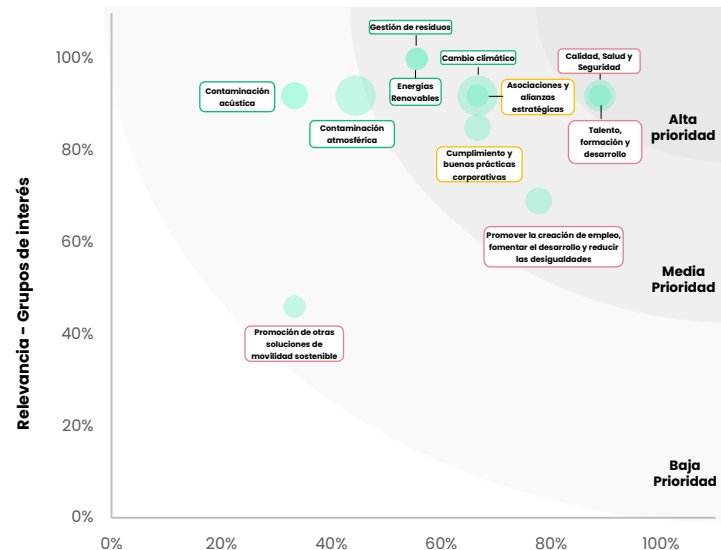 Gestión de residuos
100%
Cambio climático
Calidad, Salud y
Seguridad
Contaminación
acústica
Energías
Renovables
Asociaciones y
alianzas
estratégicas
Contaminación
atmosférica
Talento,
formación y
desarrollo
Alta
prioridad
80%
Cumplimiento y
buenas prácticas
corporativas
60%
Promover la creación de empleo,
fomentar el desarrollo y reducir
las desigualdades
Media
Prioridad
Relevancia - Grupos de interés
40%
Promoción de otras
soluciones de
movilidad sostenible
20%
Baja
Prioridad
0%
0%
20%
40%
60%
80%
100%